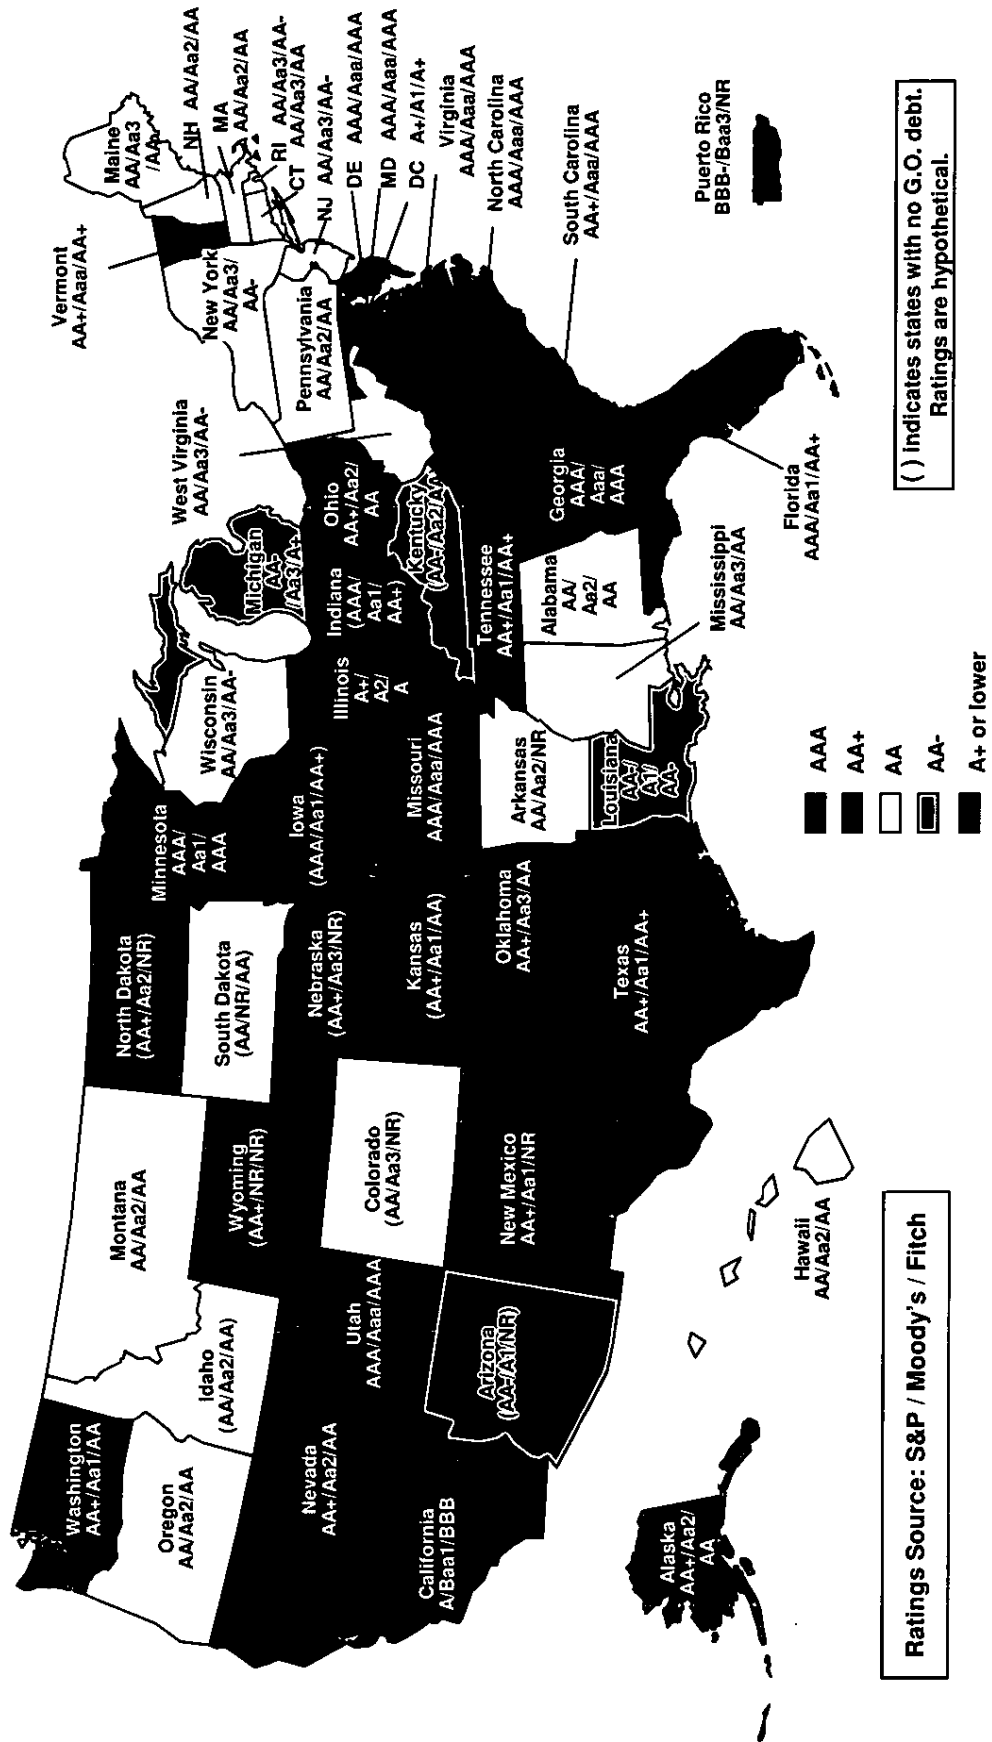 Washington
AA+/Aa1/AA
Oregon
AA/Aa2/AA
California
A/Baa1/BBB
Nevada
AA+/Aa2/AA
Idaho
(AA/Aa2/AA)
Montana
AA/Aa2/AA
Wyoming
(AA+/NR/NR)
Utah
AAA/Aaa/AAA
Arizona
(AA-/A1/NR)
Colorado
(AA/Aa3/NR)
New Mexico
AA+/Aa1/NR
North Dakota
(AA+/Aa2/NR)
South Dakota
(AA/NR/AA)
Nebraska
(AA+/Aa3/NR)
Kansas
(AA+/Aa1/AA)
Oklahoma
AA+/Aa3/AA
Texas
AA+/Aa1/AA+
Minnesota
AAA/
Aa1/
AAA
Iowa
(AAA/Aa1/AA+)
Missouri
AAA/Aaa/AAA
Arkansas
AA/Aa2/NR
Louisiana
AA-/
A1/
AA-
Wisconsin
AA/Aa3/AA-
Illinois
A+/
A2/
A
Michigan
AA-
/Aa3/A+
Indiana
(AAA/
Aa1/
AA+)
Ohio
AA+/Aa2/
AA
Kentucky
(AA-/Aa2/AA-)
Tennessee
AA+/Aa1/AA+
Mississippi
AA/Aa3/AA
Alabama
AA/
Aa2/
AA
Georgia
AAA/
Aaa/
AAA
Florida
AAA/Aa1/AA+
South Carolina
AA+/Aaa/AAA
North Carolina
AAA/Aaa/AAA
Virginia
AAA/Aaa/AAA
West Virginia
AA/Aa3/AA-
DC A+/A1/A+
MD AAA/Aaa/AAA
DE AAA/Aaa/AAA
NJ AA/Aa3/AA-
Pennsylvania
AA/Aa2/AA
New York
AA/Aa3/
AA-
CT AA/Aa3/AA
RI AA/Aa3/AA-
MA
AA/Aa2/AA
NH AA/Aa2/AA
Vermont
AA+/Aaa/AA+
Maine
AA/Aa3
/AA
Alaska
AA+/Aa2/
AA
Hawaii
AA/Aa2/AA
Puerto Rico
BBB-/Baa3/NR
AAA
AA+
AA
AA-
A+ or lower
Ratings Source: S&P / Moody's / Fitch
( ) indicates states with no G.O. debt.
Ratings are hypothetical.